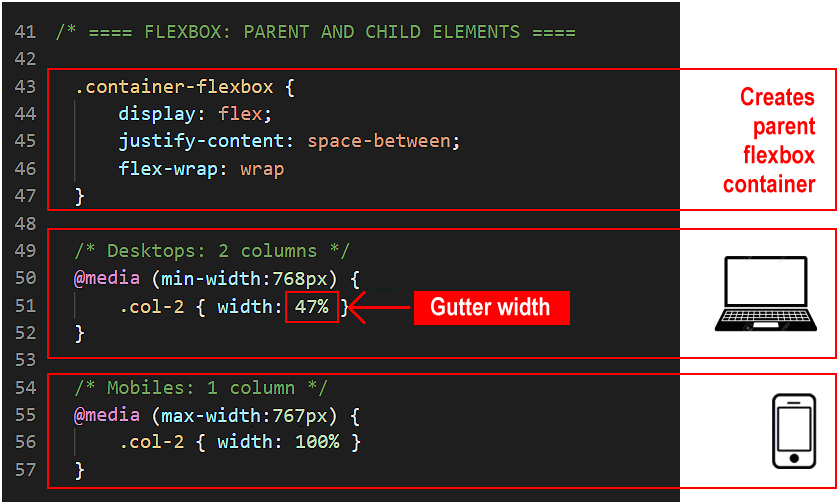 41 /* ==== FLEXBOX: PARENT AND CHILD ELEMENTS ====
42
43 .container-flexbox {
44 display: flex;
45 justify-content: space-between;
46 flex-wrap: wrap
47 }
Creates
parent
flexbox
container
48
49 /* Desktops: 2 columns */
50 @media (min-width:768px) {
51 .col-2 { width: 47% } Gutter width
52 }
53
54 /* Mobiles: 1 column */
55 @media (max-width:767px) {
56 .col-2 { width: 100% }
57 }